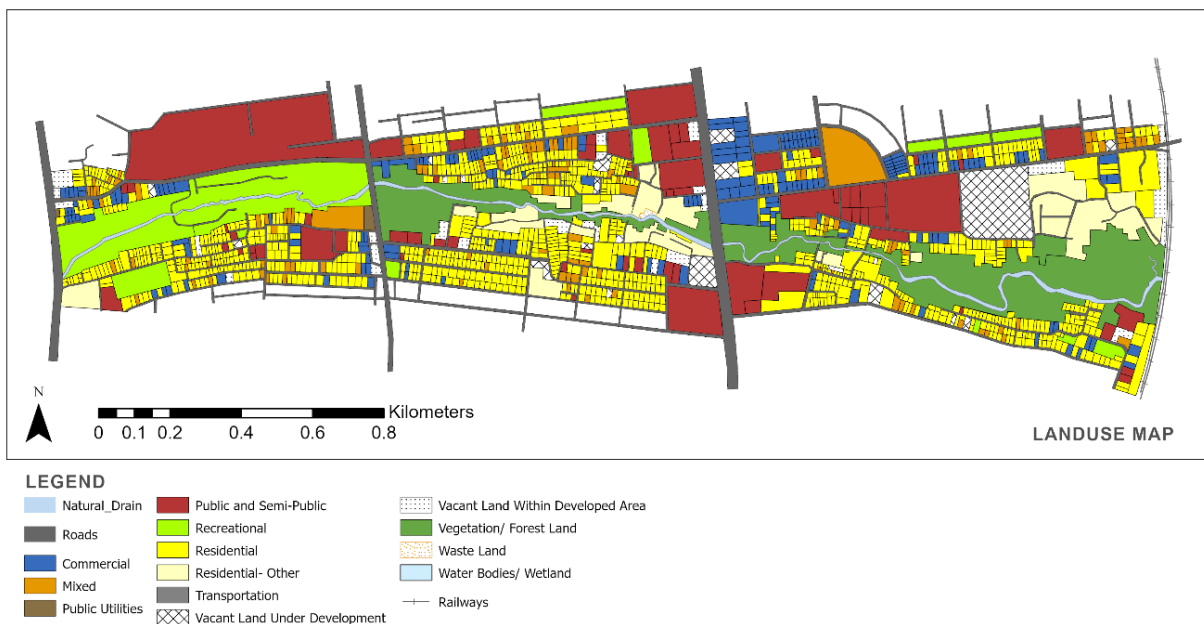 N
Kilometers
0 0.1 0.2 0.4 0.6 0.8
LANDUSE MAP
LEGEND
Natural_Drain
Roads
Commercial
Mixed
Public Utilities
Public and Semi-Public
Recreational
Residential
Residential- Other
Transportation
Vacant Land Under Development
Vacant Land Within Developed Area
Vegetation/ Forest Land
Waste Land
Water Bodies/ Wetland
Railways